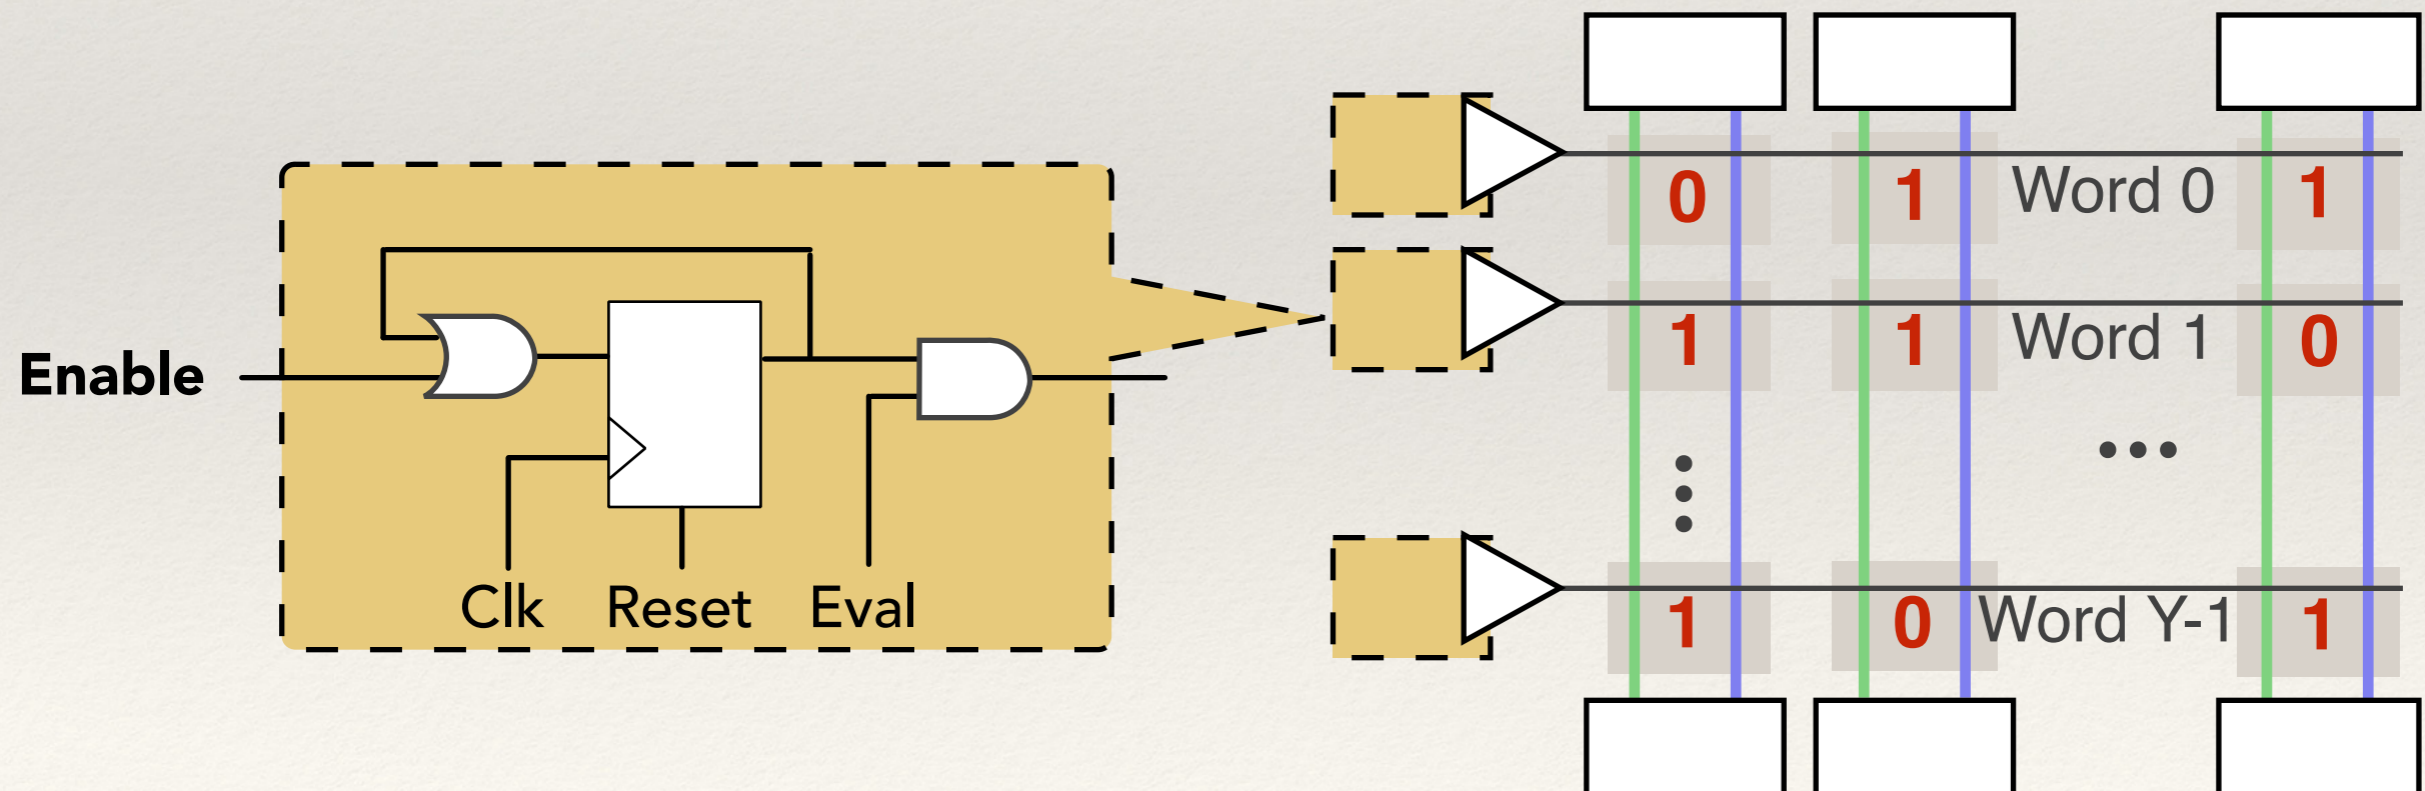 0 1 Word 0 1
1 1 Word 1 0
Enable
Clk Reset Eval
1 0 Word Y-1 1